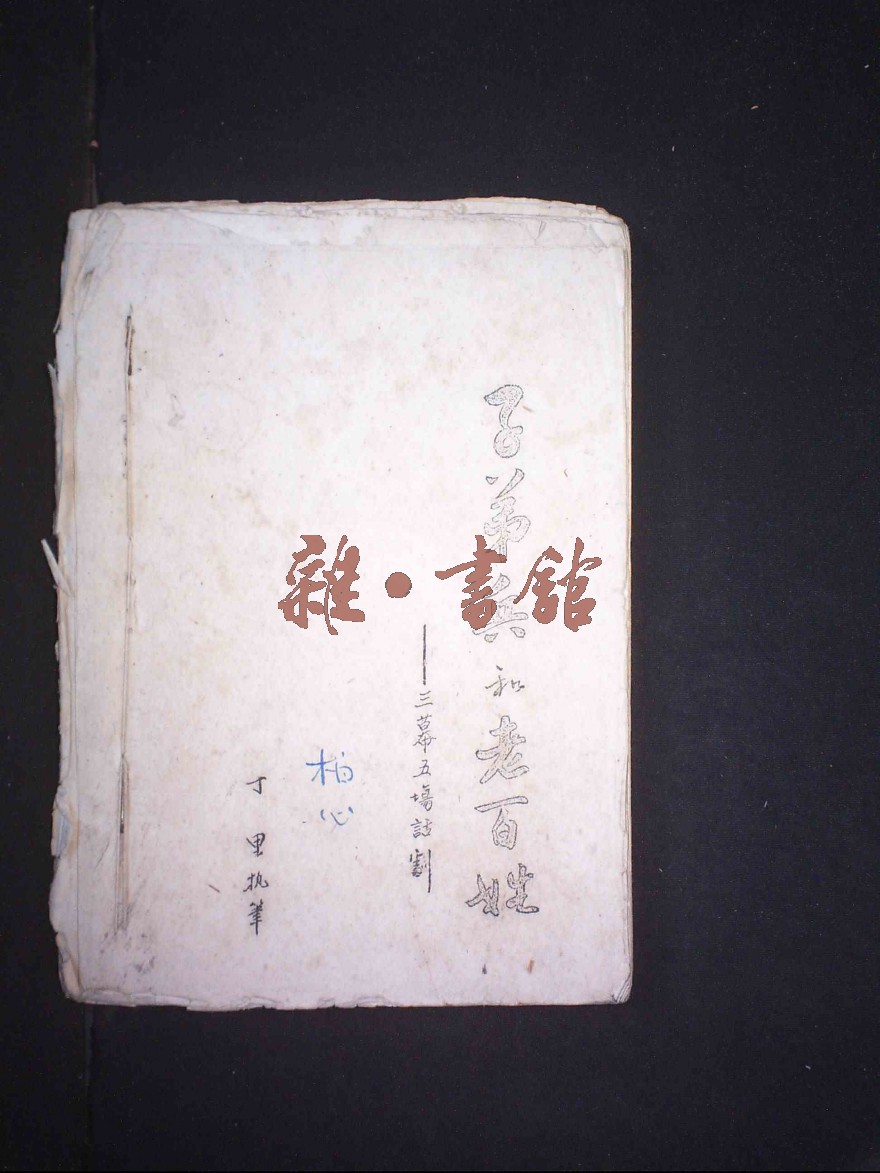 子弟兵和老百姓
——三幕五場話劇
柏心
丁里执筆
雜·書舘